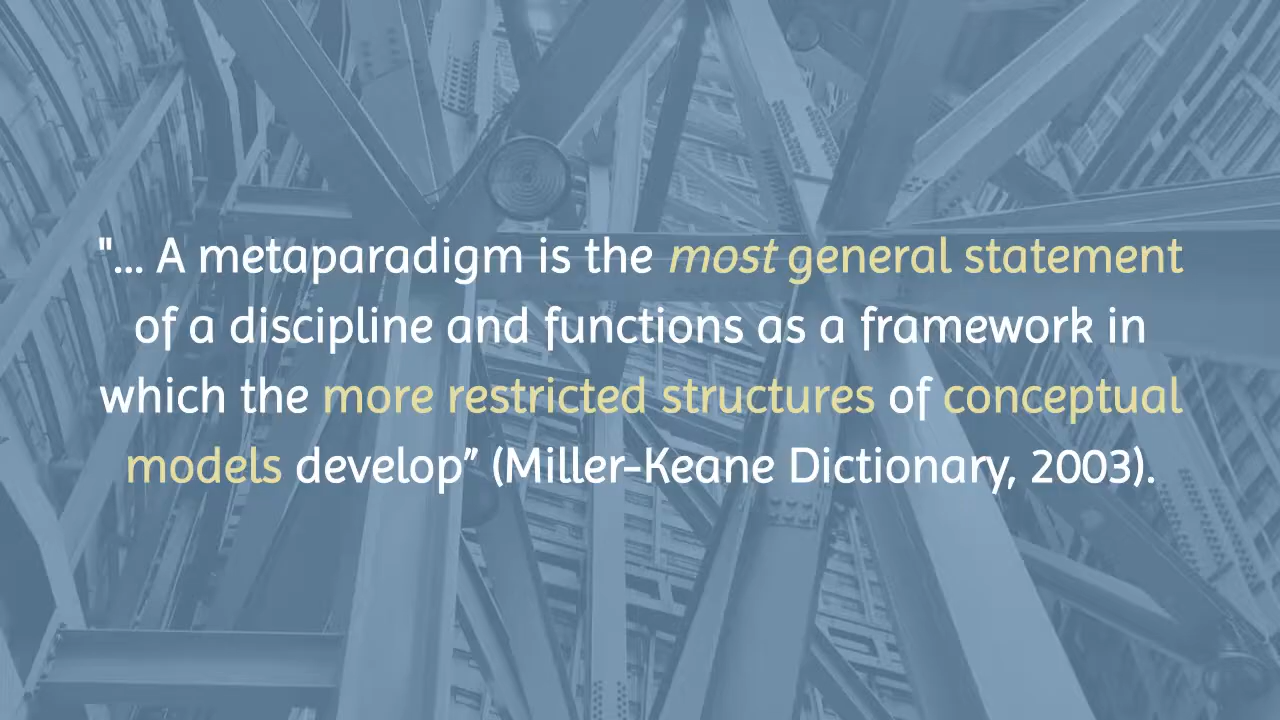 "... A metaparadigm is the most general statement
of a discipline and functions as a framework in
which the more restricted structures of conceptual
models develop” (Miller-Keane Dictionary, 2003).